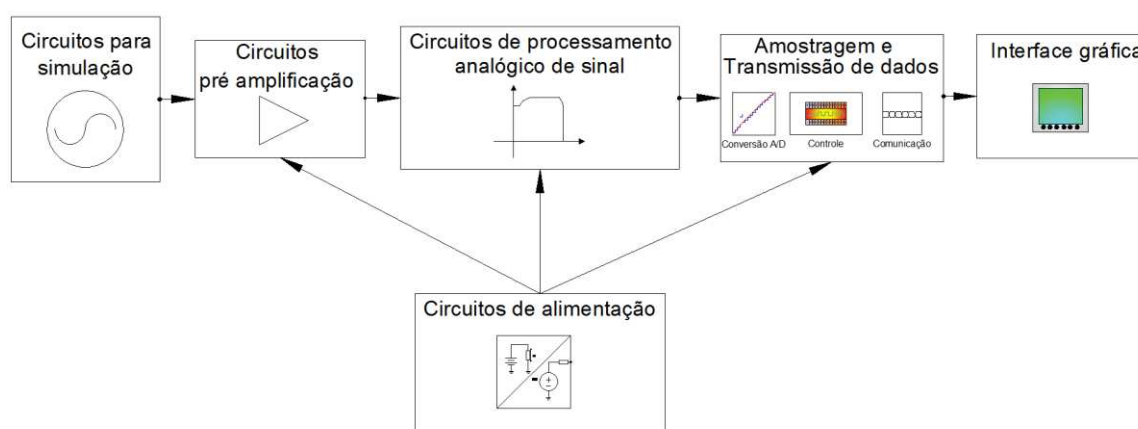 Circuitos para
simulação
Circuitos
pré amplificação
Circuitos de processamento
analógico de sinal
Amostragem e
Transmissão de dados
Conversão A/D
Controle
Comunicação
Interface gráfica
Circuitos de alimentação